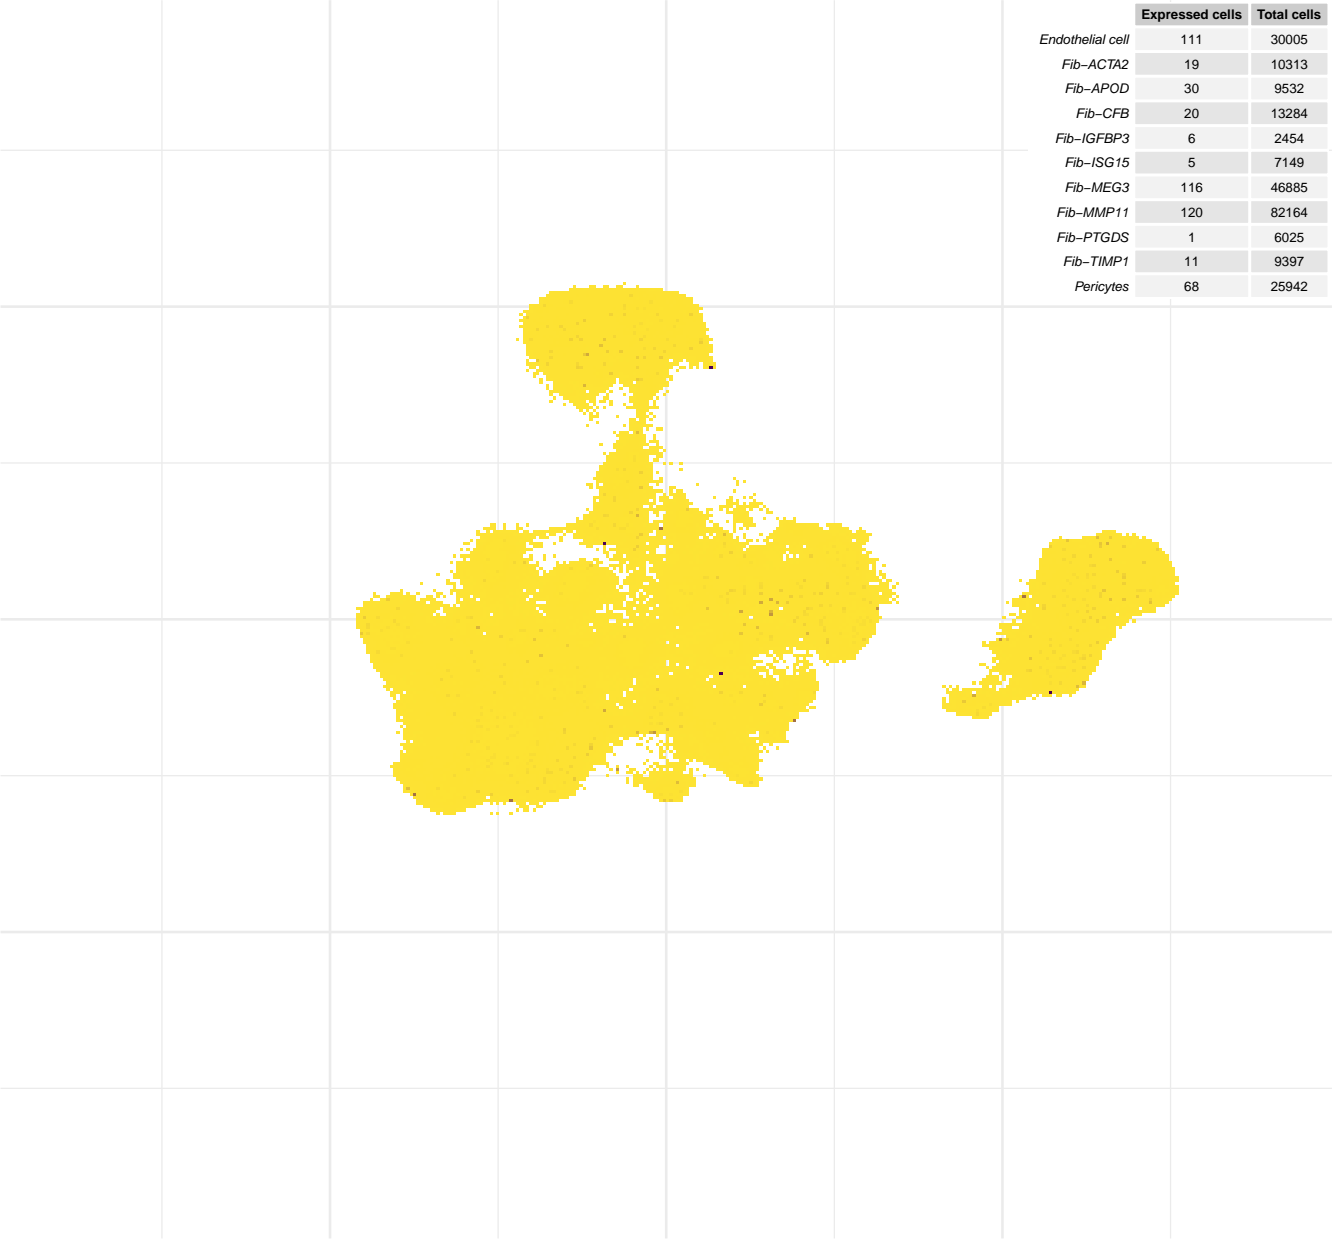 Expressed cells Total cells
Endothelial cell 111 30005
Fib−ACTA2 19 10313
Fib−APOD 30 9532
Fib−CFB 20 13284
Fib−IGFBP3 6 2454
Fib−ISG15 5 7149
Fib−MEG3 116 46885
Fib−MMP11 120 82164
Fib−PTGDS 1 6025
Fib−TIMP1 11 9397
Pericytes 68 25942